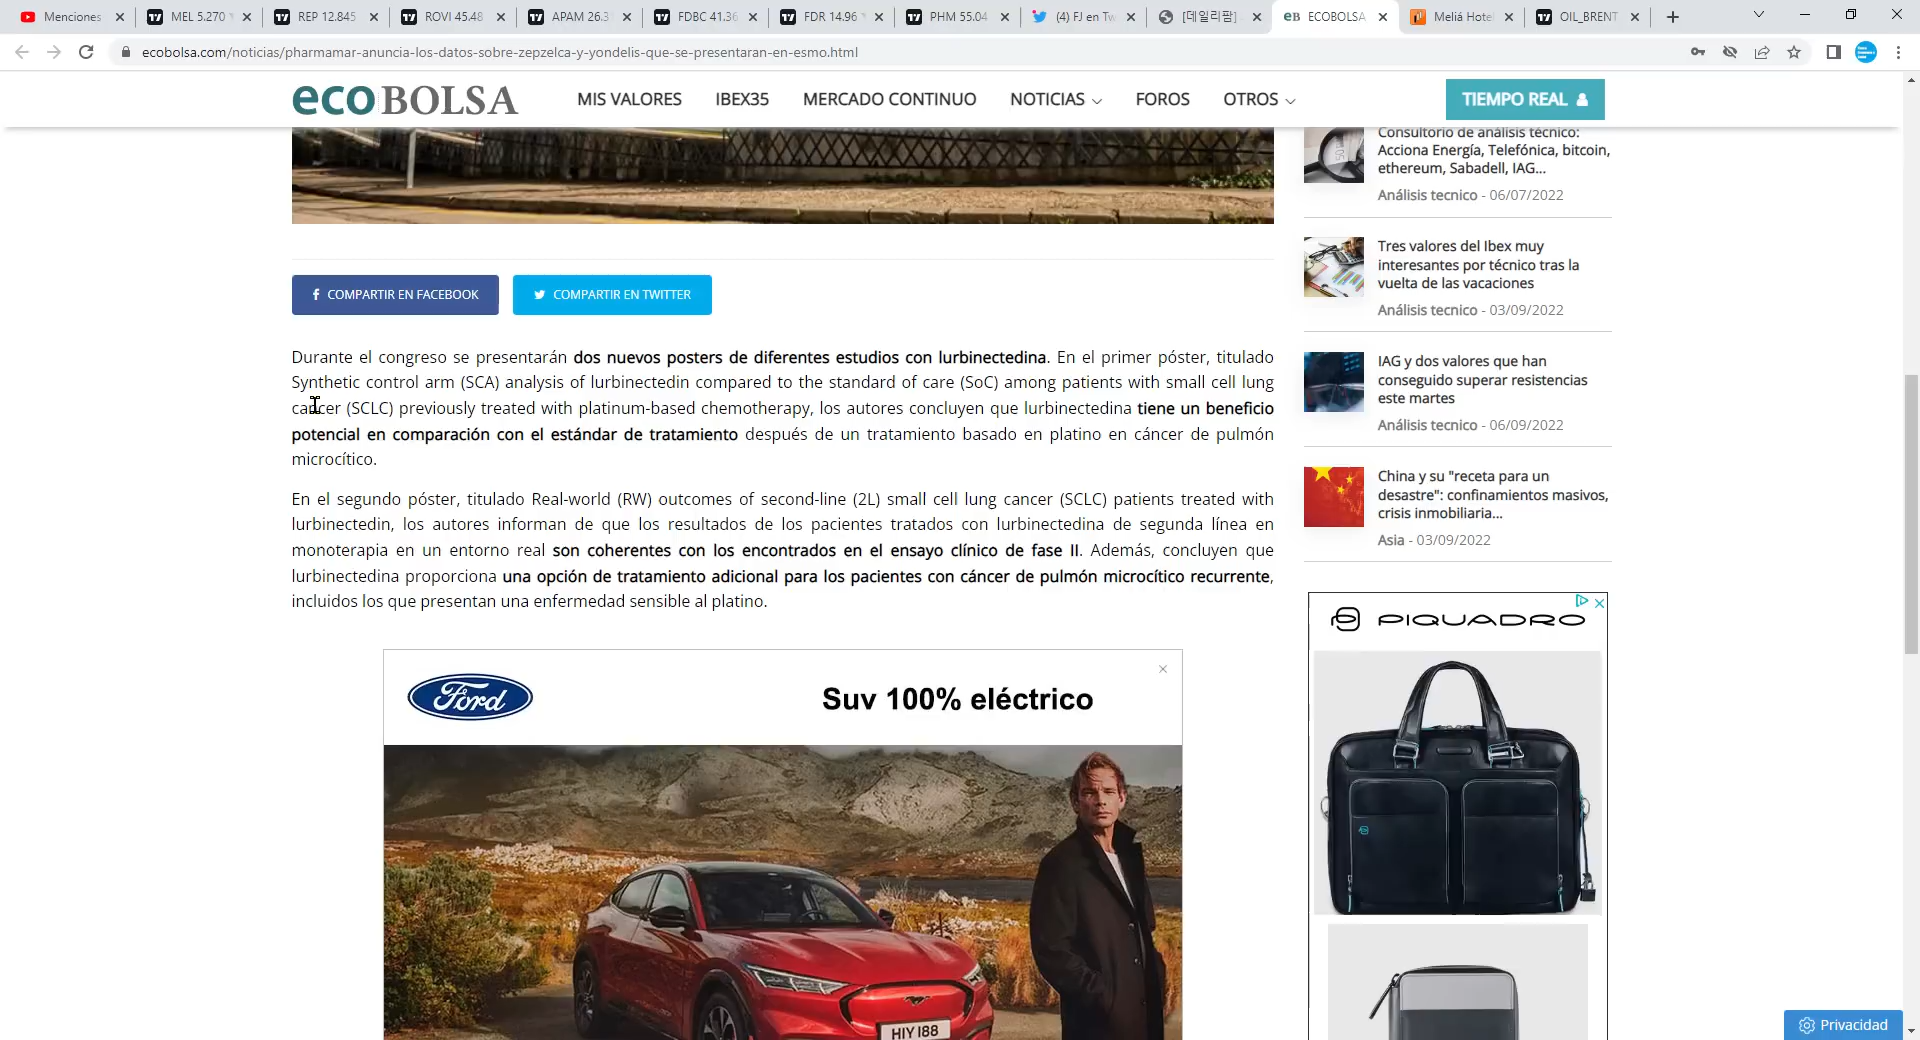 Menciones
MEL 5.270
REP 12.845
ROVI 45.48
APAM 26.3
FDBC 41.36
FDR 14.96
PHM 55.04
(4) FJ en Tw
[데일리팜]
ECOBOLSA
Meliá Hotel
OIL_BRENT
ecobolsa.com/noticias/pharmamar-anuncia-los-datos-sobre-zepzelca-y-yondelis-que-se-presentaran-en-esmo.html
ecoBOLSA
MIS VALORES
IBEX35
MERCADO CONTINUO
NOTICIAS
FOROS
OTROS
TIEMPO REAL
COMPARTIR EN FACEBOOK
COMPARTIR EN TWITTER
Durante el congreso se presentarán dos nuevos posters de diferentes estudios con lurbinectedina. En el primer póster, titulado
Synthetic control arm (SCA) analysis of lurbinectedin compared to the standard of care (SoC) among patients with small cell lung
cancer (SCLC) previously treated with platinum-based chemotherapy, los autores concluyen que lurbinectedina tiene un beneficio
potencial en comparación con el estándar de tratamiento después de un tratamiento basado en platino en cáncer de pulmón
microcítico.
En el segundo póster, titulado Real-world (RW) outcomes of second-line (2L) small cell lung cancer (SCLC) patients treated with
lurbinectedin, los autores informan de que los resultados de los pacientes tratados con lurbinectedina de segunda línea en
monoterapia en un entorno real son coherentes con los encontrados en el ensayo clínico de fase II. Además, concluyen que
lurbinectedina proporciona una opción de tratamiento adicional para los pacientes con cáncer de pulmón microcítico recurrente,
incluidos los que presentan una enfermedad sensible al platino.
Ford
Suv 100% eléctrico
HIY 188
Consultorio de análisis técnico:
Acciona Energía, Telefónica, bitcoin,
ethereum, Sabadell, IAG...
Análisis tecnico - 06/07/2022
Tres valores del Ibex muy
interesantes por técnico tras la
vuelta de las vacaciones
Análisis tecnico - 03/09/2022
IAG y dos valores que han
conseguido superar resistencias
este martes
Análisis tecnico - 06/09/2022
China y su "receta para un
desastre": confinamientos masivos,
crisis inmobiliaria...
Asia - 03/09/2022
PIQUADRO
Privacidad